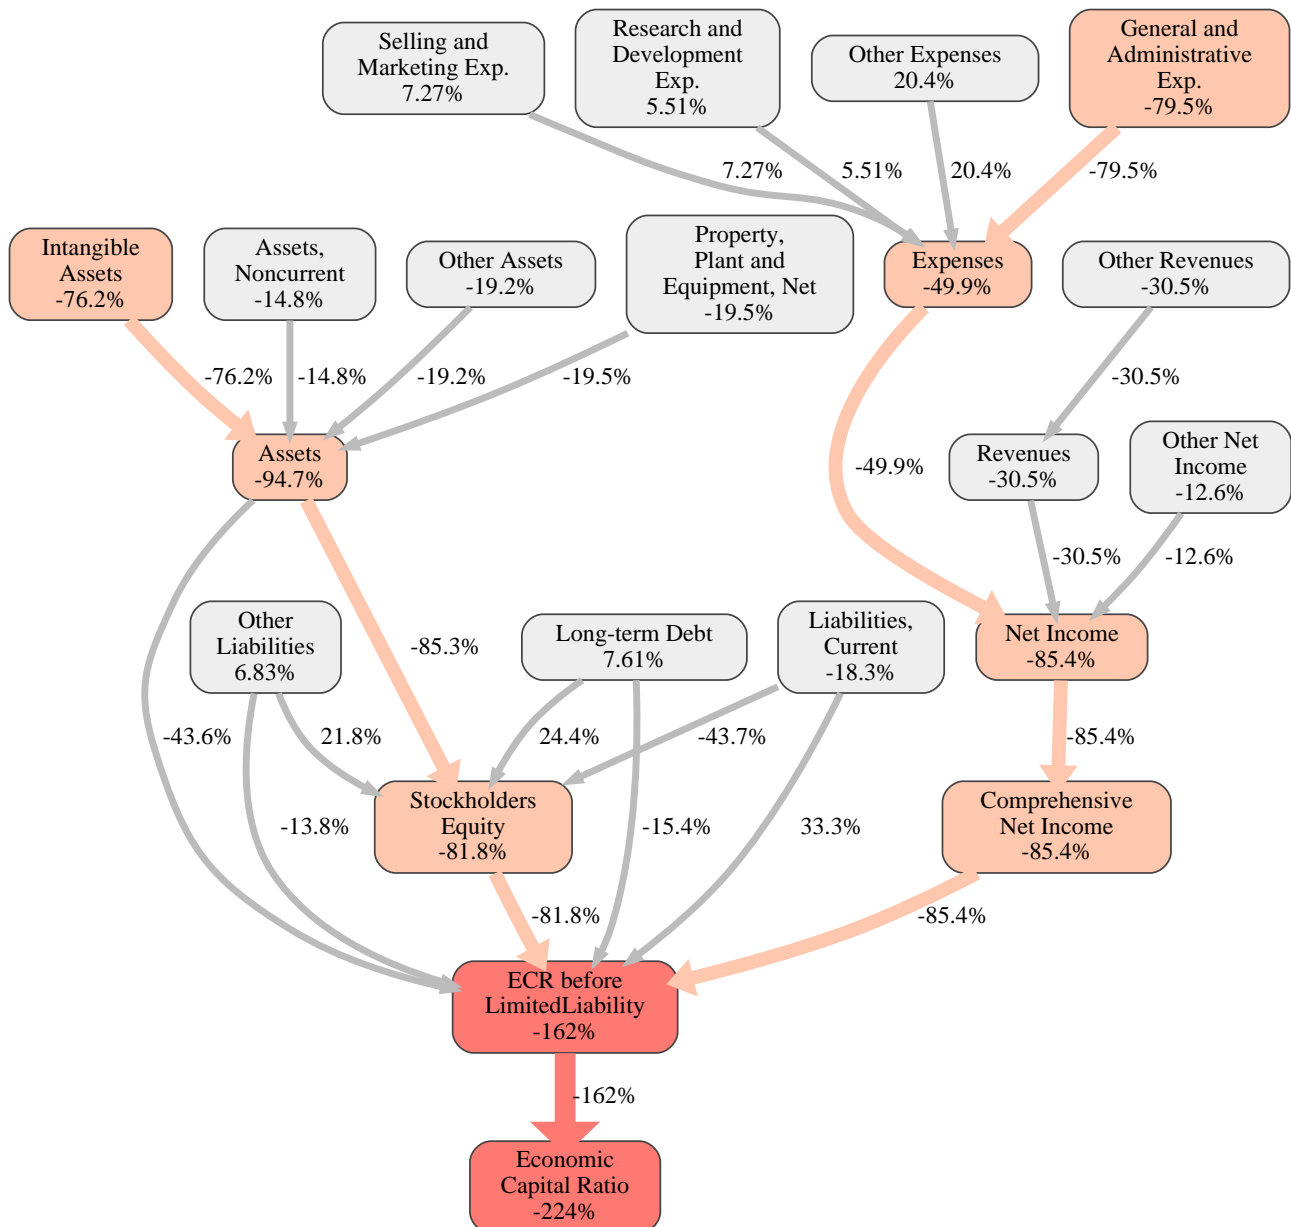 Selling and
Marketing Exp.
7.27%
Research and
Development
Exp.
5.51%
Other Expenses
20.4%
General and
Administrative
Exp.
-79.5%
7.27%
5.51%
20.4%
-79.5%
Intangible
Assets
-76.2%
Assets,
Noncurrent
-14.8%
Other Assets
-19.2%
Property,
Plant and
Equipment, Net
-19.5%
Expenses
-49.9%
Other Revenues
-30.5%
-76.2%
-14.8%
-19.2%
-19.5%
-30.5%
Assets
-94.7%
-49.9%
Revenues
-30.5%
Other Net
Income
-12.6%
-30.5%
-12.6%
Other
Liabilities
6.83%
-85.3%
Long-term Debt
7.61%
Liabilities,
Current
-18.3%
Net Income
-85.4%
-43.6%
21.8%
24.4%
-43.7%
-85.4%
Stockholders
Equity
-81.8%
Comprehensive
Net Income
-85.4%
-13.8%
-15.4%
33.3%
-81.8%
-85.4%
ECR before
LimitedLiability
-162%
-162%
Economic
Capital Ratio
-224%